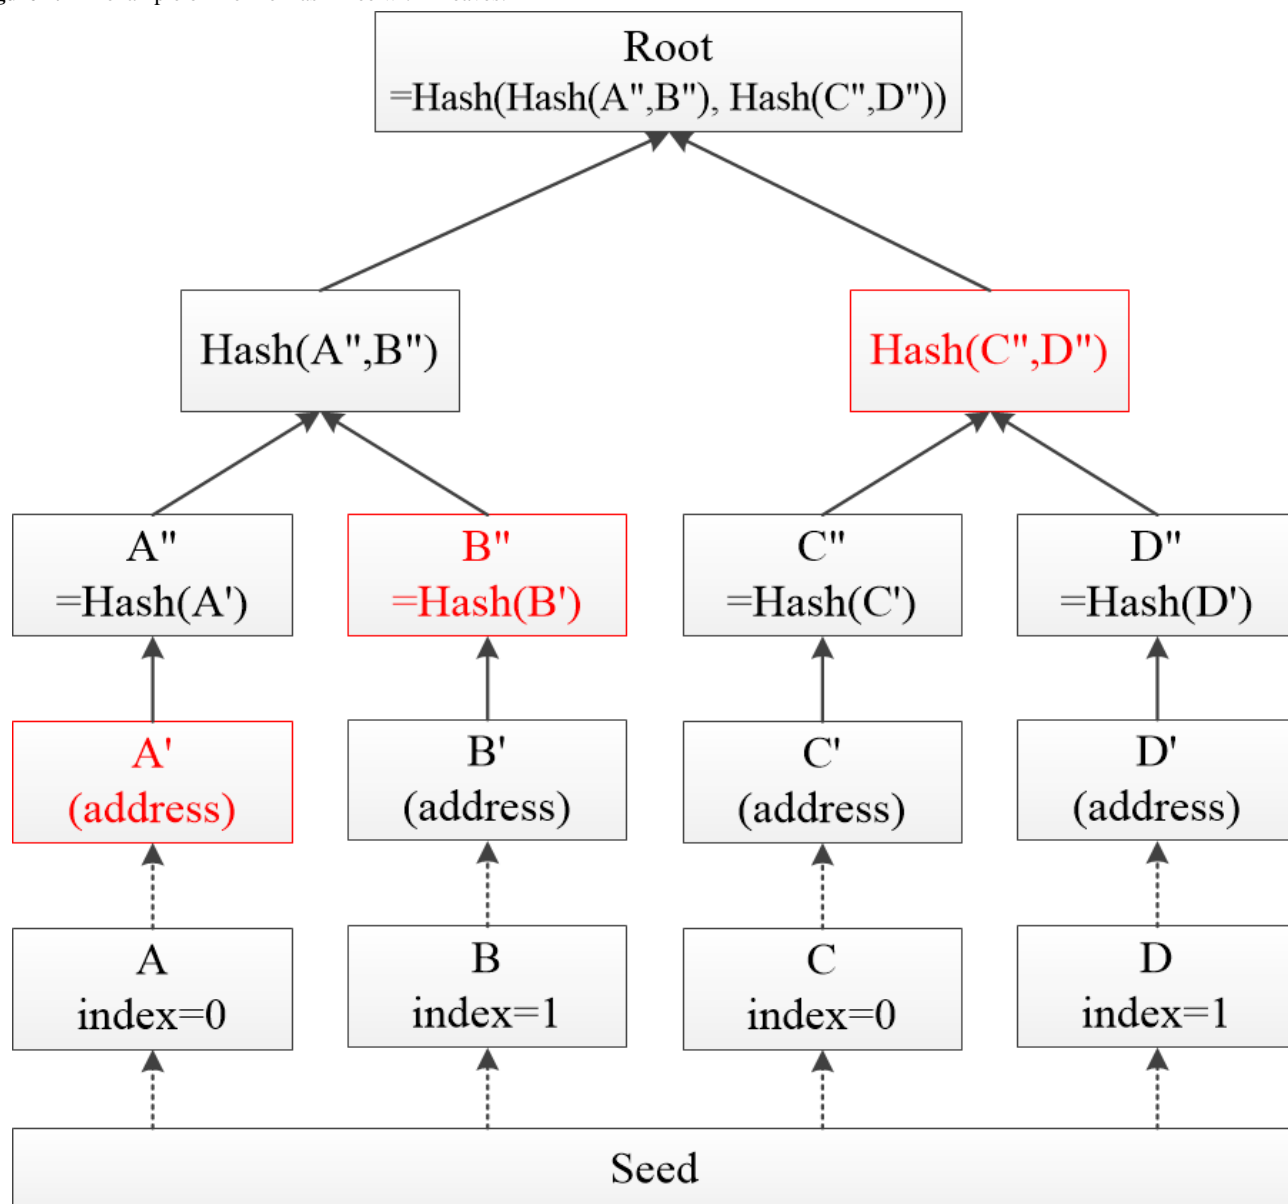 Root
=Hash(Hash(A",B"), Hash(C",D"))
Hash(A",B")
Hash(C",D")
A"
=Hash(A')
B"
=Hash(B')
C"
=Hash(C')
D"
=Hash(D')
A'
(address)
B'
(address)
C'
(address)
D'
(address)
A
index=0
B
index=1
C
index=0
D
index=1
Seed